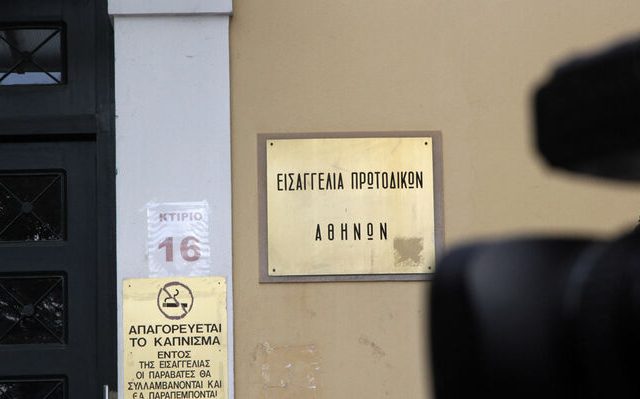 ΕΙΣΑΓΓΕΛΙΑ ΠΡΩΤΟΔΙΚΩΝ
ΑΘΗΝΩΝ
ΚΤΙΡΙΟ
16
ΑΠΑΓΟΡΕΥΕΤΑΙ
ΤΟ ΚΑΠΝΙΣΜΑ
ΕΝΤΟΣ
ΤΗΣ ΕΙΣΑΓΓΕΛΙΑΣ
ΟΙ ΠΑΡΑΒΑΤΕΣ ΘΑ
ΣΥΛΛΑΜΒΑΝΟΝΤΑΙ ΚΑΙ
ΘΑ ΠΑΡΑΠΕΜΠΟΝΤΑΙ